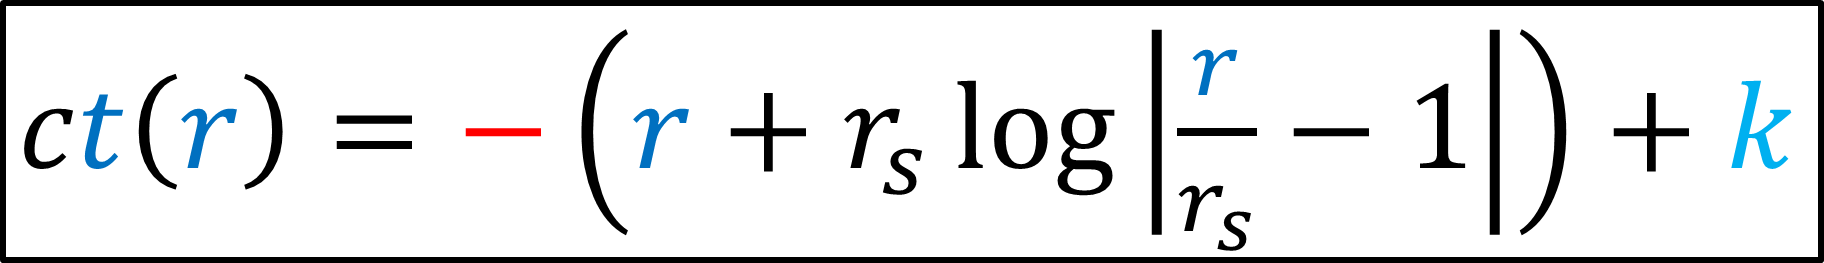 ct(r) = −(r + r_s log|r/r_s − 1|) + k